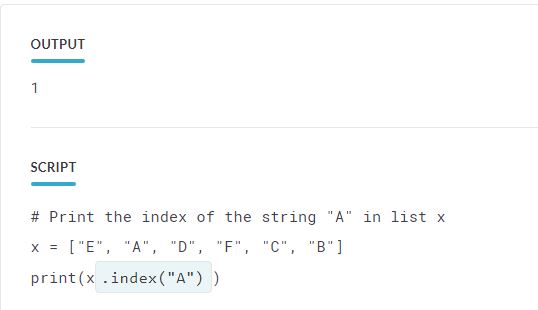 OUTPUT
1
SCRIPT
# Print the index of the string "A" in list x
x = ["E", "A", "D", "F", "C", "B"]
print(x.index("A"))